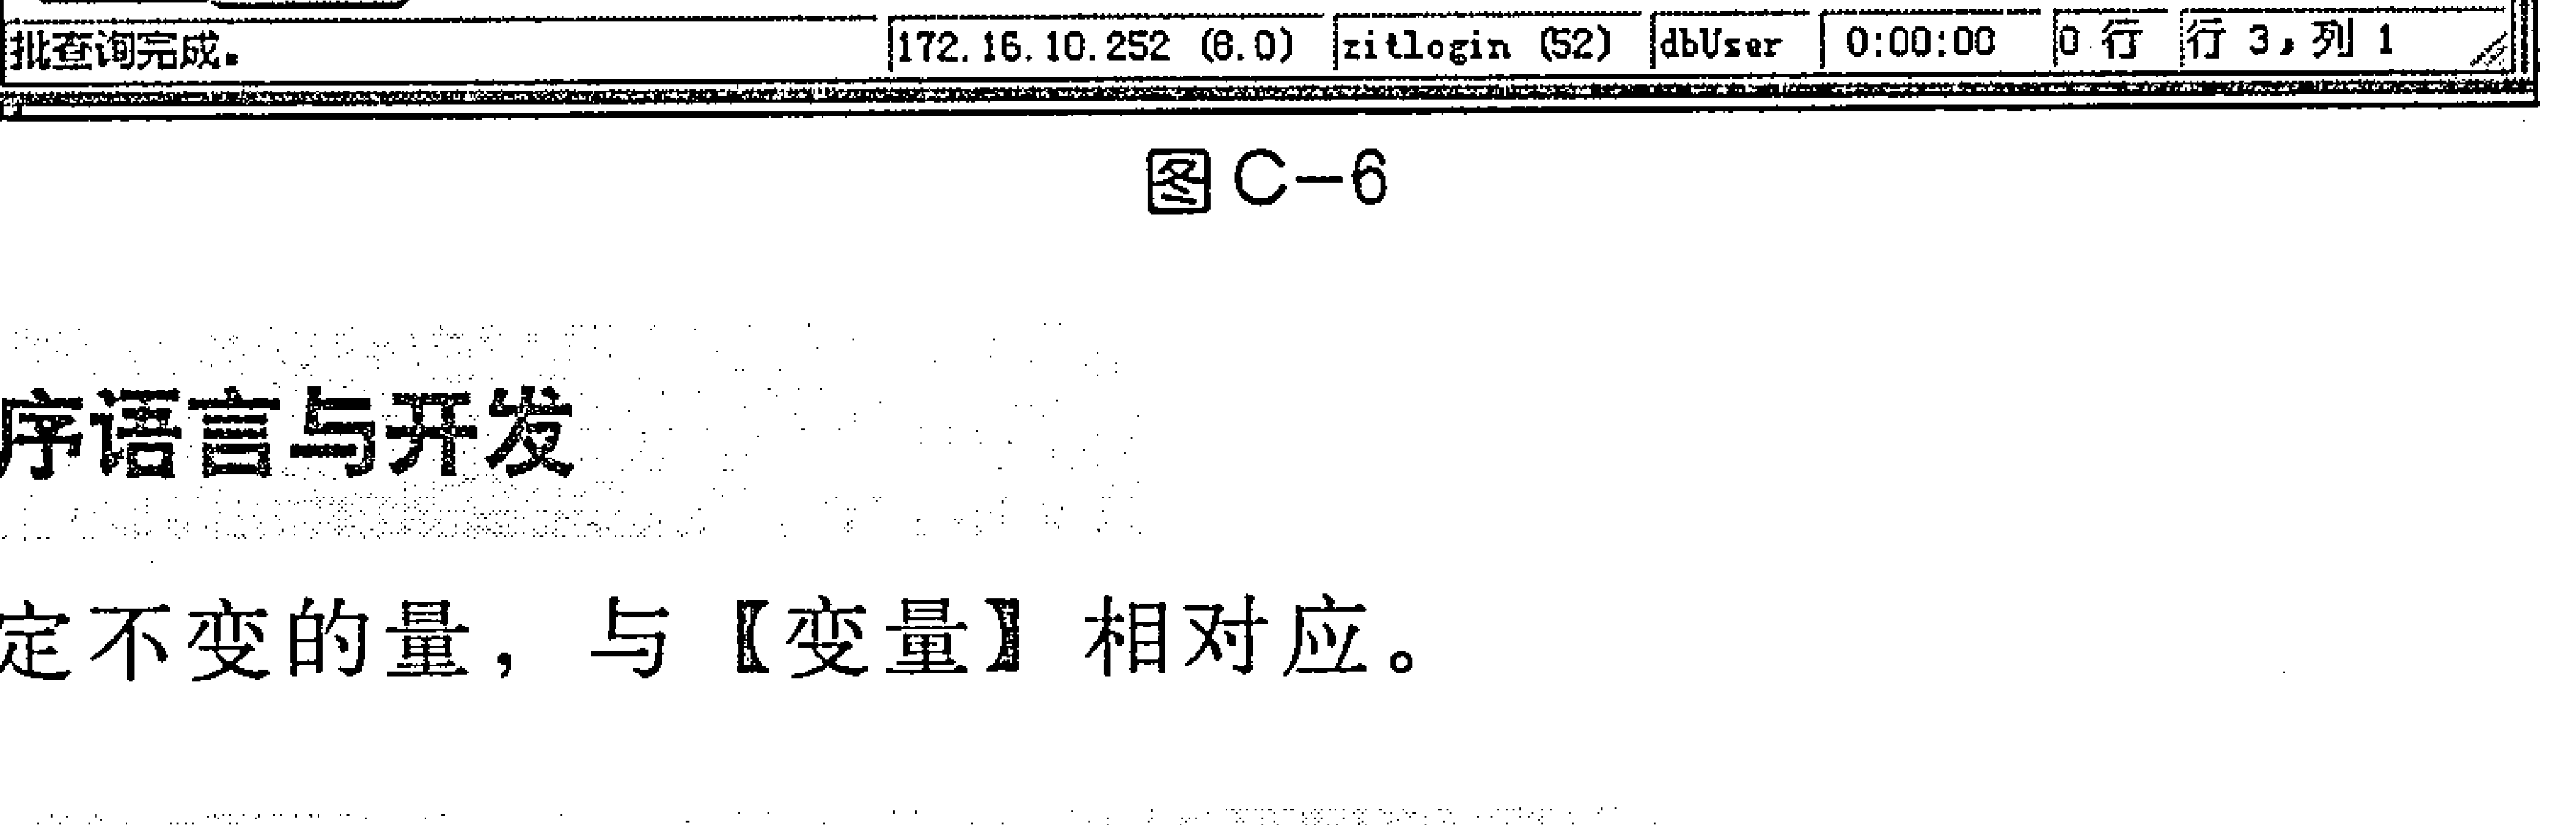 批查询完成。 172.16.10.252 (8.0) zitlogin (52) dbUser 0:00:00 0 行 行 3, 列 1
图 C-6
序语言与开发
定不变的量，与【变量】相对应。